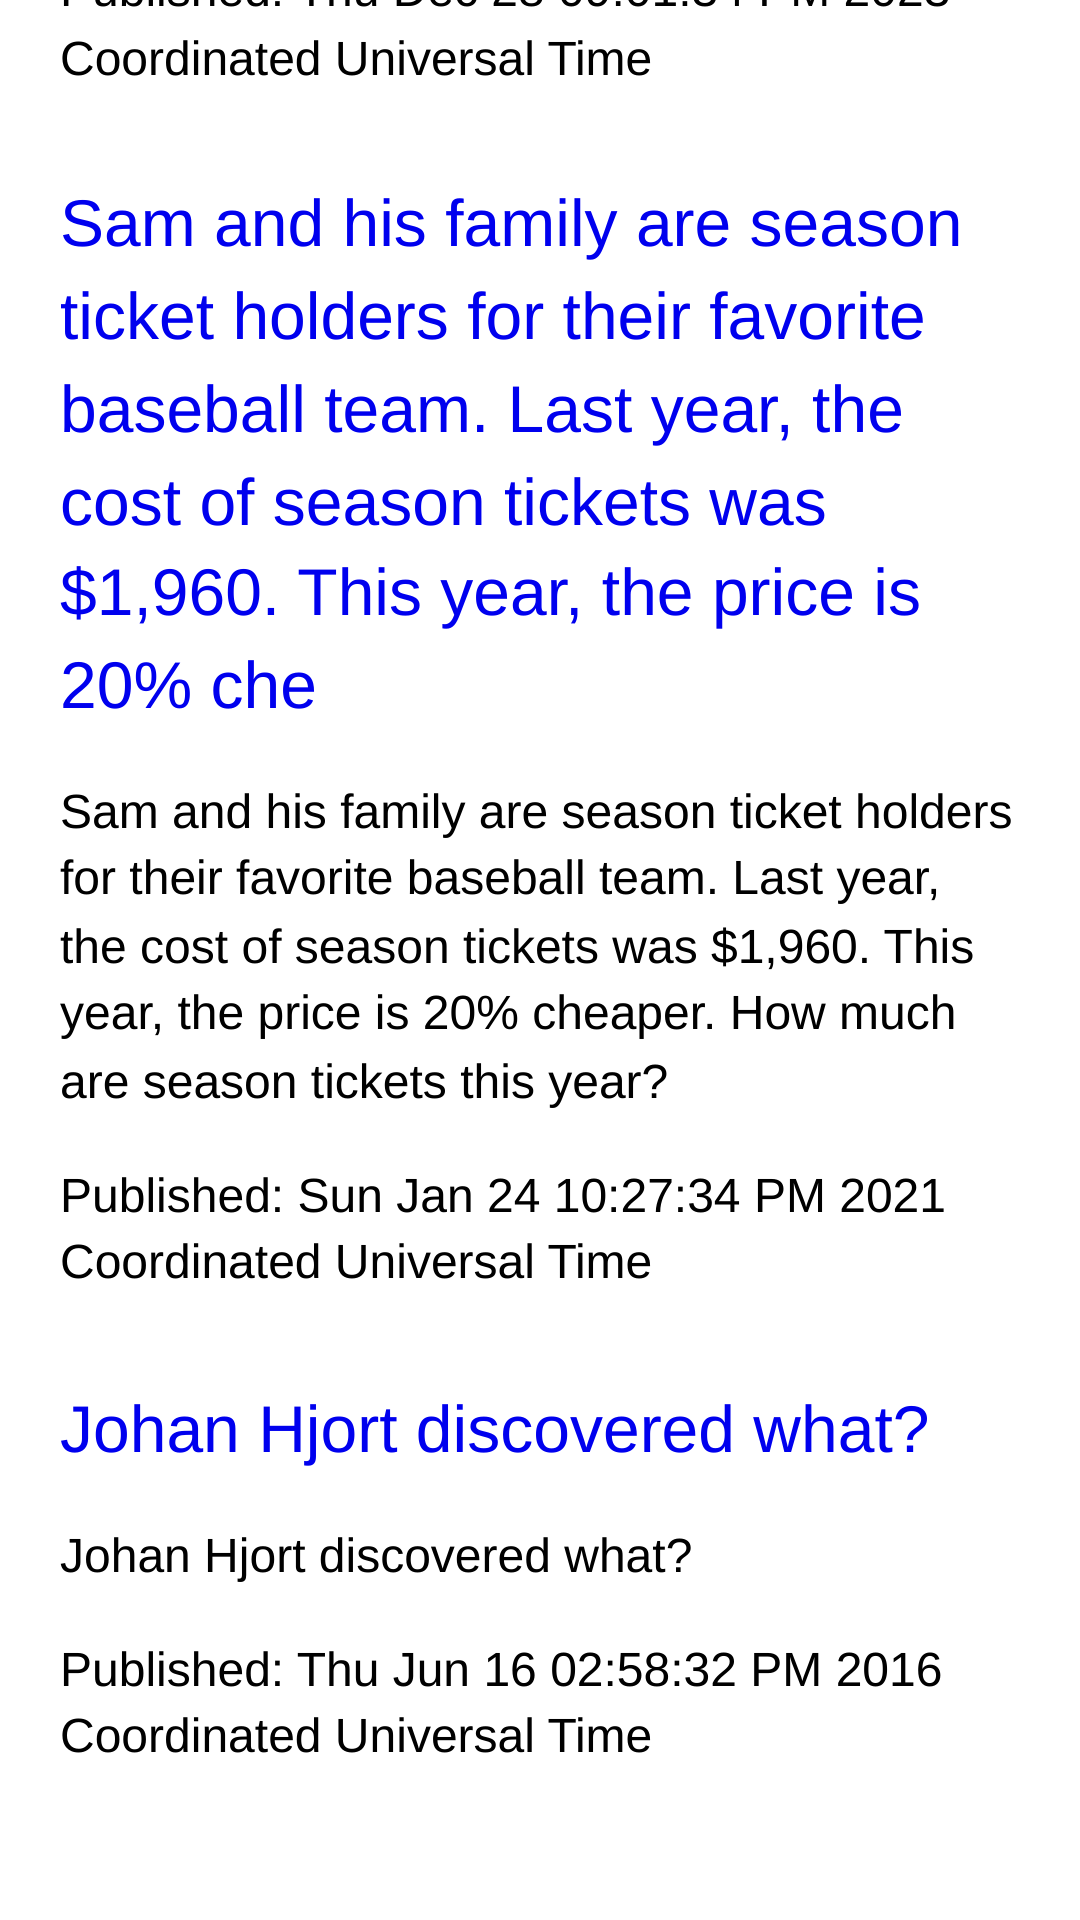 Coordinated Universal Time
Sam and his family are season
ticket holders for their favorite
baseball team. Last year, the
cost of season tickets was
$1,960. This year, the price is
20% che
Sam and his family are season ticket holders
for their favorite baseball team. Last year,
the cost of season tickets was $1,960. This
year, the price is 20% cheaper. How much
are season tickets this year?
Published: Sun Jan 24 10:27:34 PM 2021
Coordinated Universal Time
Johan Hjort discovered what?
Johan Hjort discovered what?
Published: Thu Jun 16 02:58:32 PM 2016
Coordinated Universal Time